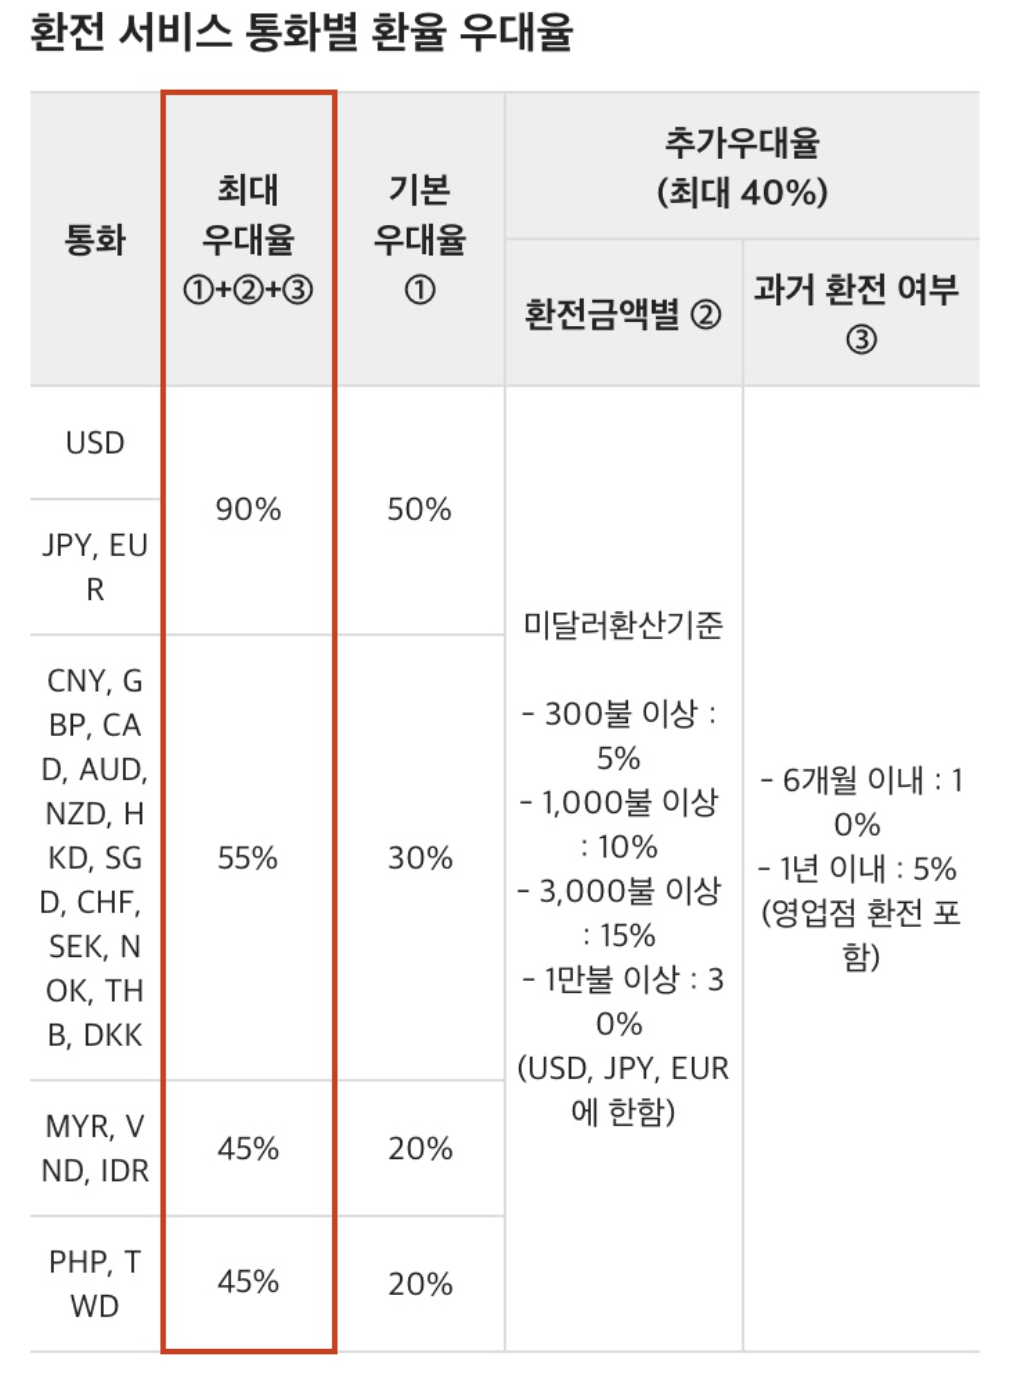 환전 서비스 통화별 환율 우대율
통화
최대
우대율
①+②+③
기본
우대율
①
추가우대율
(최대 40%)
환전금액별 ②
과거 환전 여부
③
USD
JPY, EU
R
90%
50%
CNY, G
BP, CA
D, AUD,
NZD, H
KD, SG
D, CHF,
SEK, N
OK, TH
B, DKK
55%
30%
MYR, V
ND, IDR
45%
20%
PHP, T
WD
45%
20%
미달러환산기준
- 300불 이상 :
5%
- 1,000불 이상
: 10%
- 3,000불 이상
: 15%
- 1만불 이상 : 3
0%
(USD, JPY, EUR
에 한함)
- 6개월 이내 : 1
0%
- 1년 이내 : 5%
(영업점 환전 포
함)